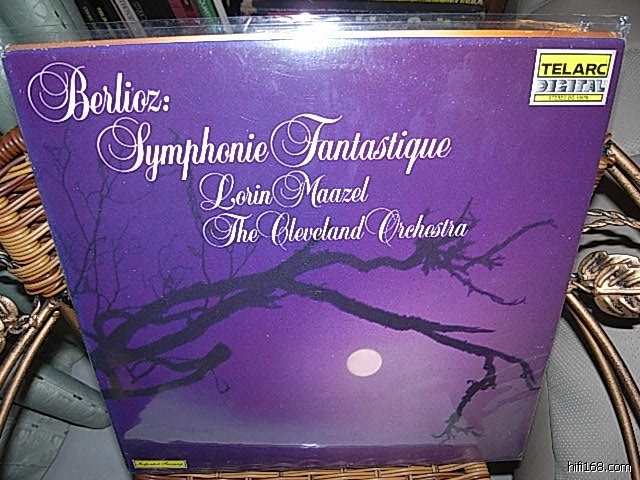 Berlioz:
Symphonie Fantastique
Lorin Maazel
The Cleveland Orchestra
TELARC
DIGITAL
hifi168.com